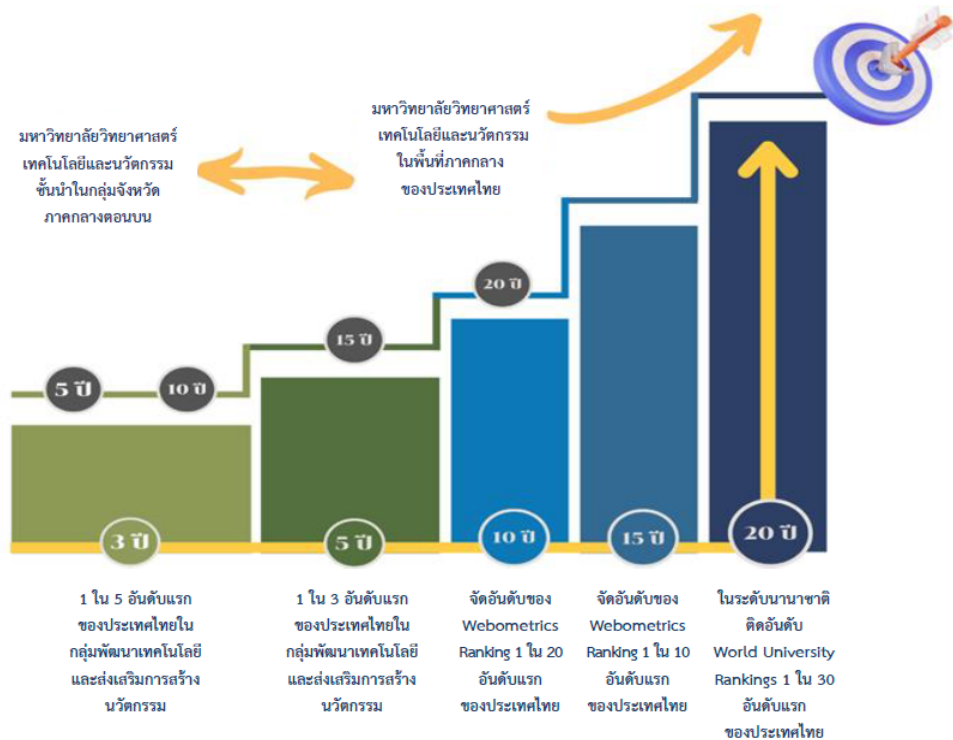 มหาวิทยาลัยวิทยาศาสตร์
เทคโนโลยีและนวัตกรรม
ชั้นนำในกลุ่มจังหวัด
ภาคกลางตอนบน
มหาวิทยาลัยวิทยาศาสตร์
เทคโนโลยีและนวัตกรรม
ในพื้นที่ภาคกลาง
ของประเทศไทย
20 ปี
15 ปี
5 ปี
10 ปี
3 ปี
5 ปี
10 ปี
15 ปี
20 ปี
1 ใน 5 อันดับแรก
ของประเทศไทยใน
กลุ่มพัฒนาเทคโนโลยี
และส่งเสริมการสร้าง
นวัตกรรม
1 ใน 3 อันดับแรก
ของประเทศไทยใน
กลุ่มพัฒนาเทคโนโลยี
และส่งเสริมการสร้าง
นวัตกรรม
จัดอันดับของ
Webometrics
Ranking 1 ใน 20
อันดับแรก
ของประเทศไทย
จัดอันดับของ
Webometrics
Ranking 1 ใน 10
อันดับแรก
ของประเทศไทย
ในระดับนานาชาติ
ติดอันดับ
World University
Rankings 1 ใน 30
อันดับแรก
ของประเทศไทย